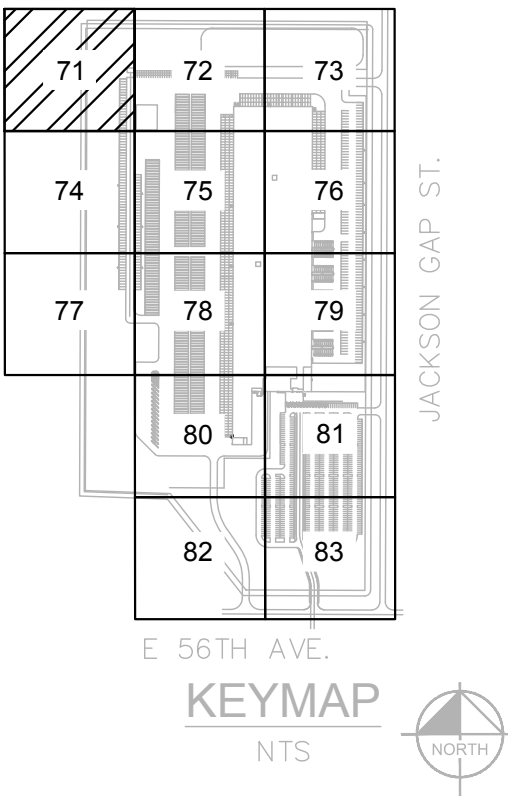 71 72 73
74 75 76
77 78 79
80 81
82 83
JACKSON GAP ST.
E 56TH AVE.
KEYMAP
NTS
NORTH